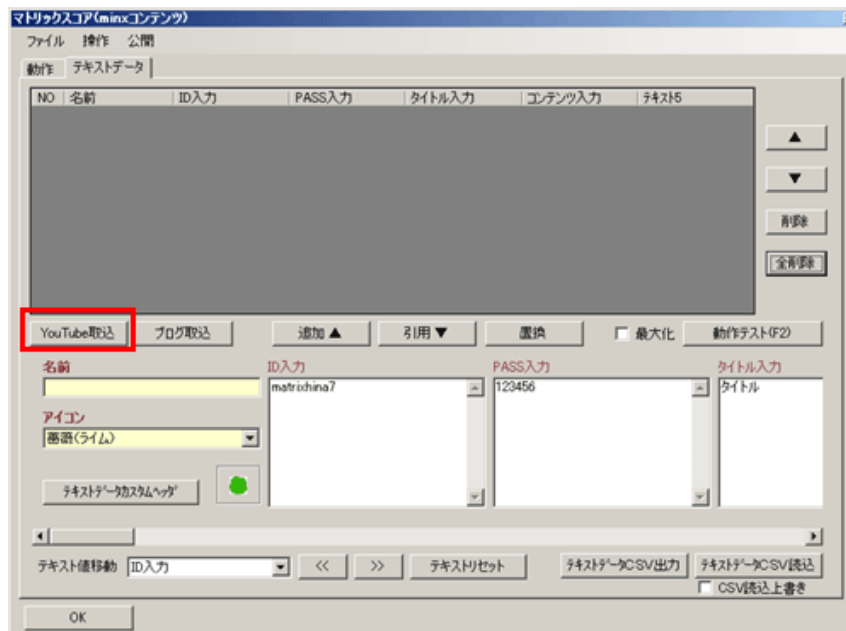 マトリックスコア(minxコンテンツ)
ファイル 操作 公開
動作 テキストデータ
NO 名前 ID入力 PASS入力 タイトル入力 コンテンツ入力 テキスト5
▲
▼
削除
全削除
YouTube取込 ブログ取込 追加▲ 引用▼ 置換 最大化 動作テスト(F2)
名前 ID入力 PASS入力 タイトル入力
matrixhina7 123456 タイトル
アイコン
薔薇(ライム)
テキストデータカスタムヘッダ
テキスト値移動 ID入力 << >> テキストリセット テキストデータCSV出力 テキストデータCSV読込
CSV読込上書き
OK